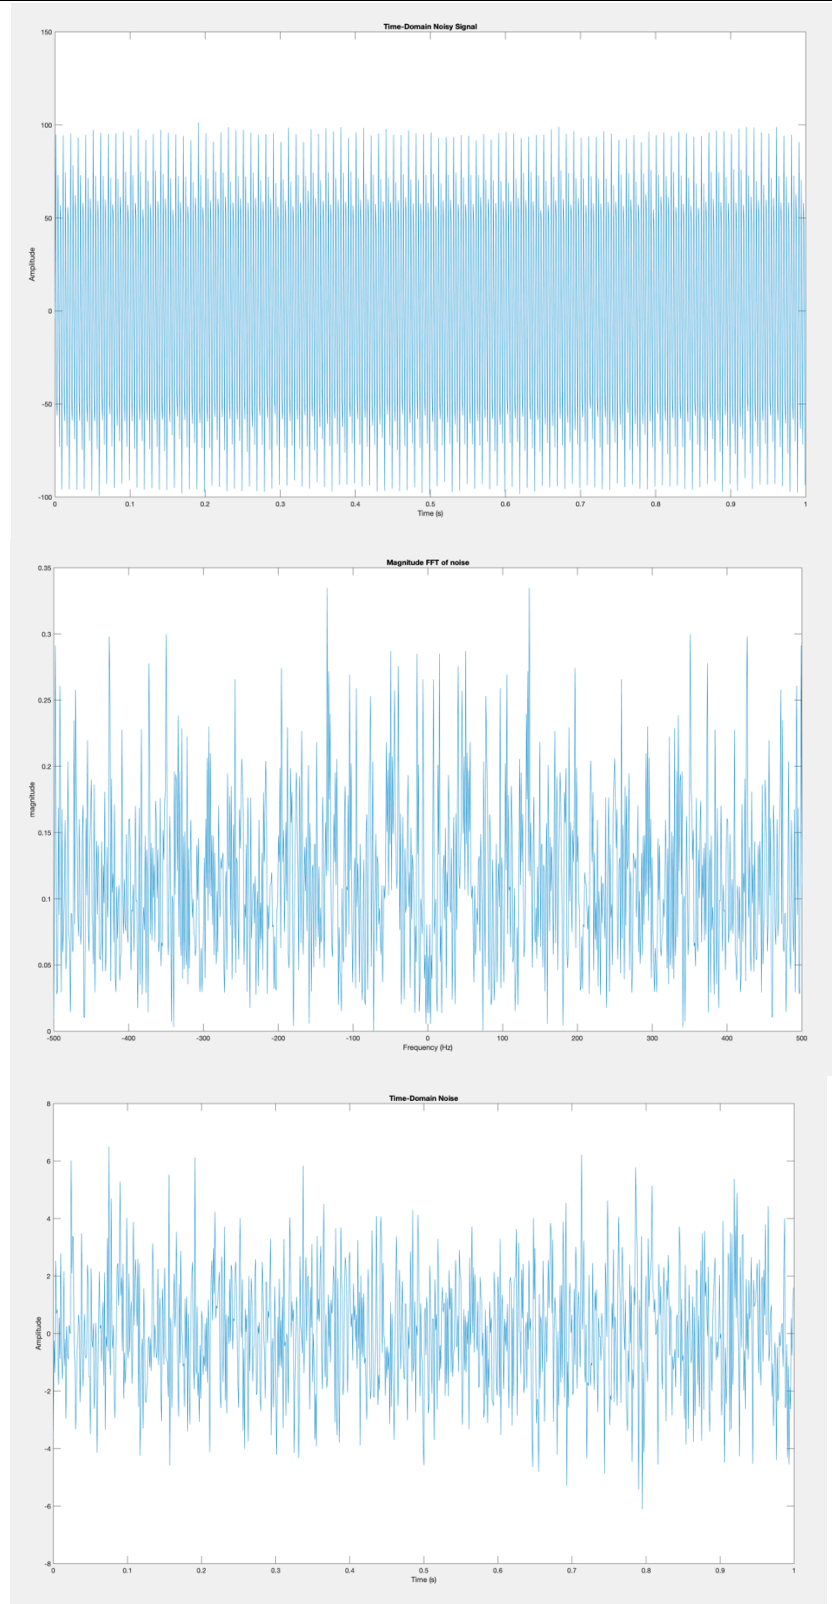 Time-Domain Noisy Signal
150
100
50
0
-50
-100
Amplitude
0 0.1 0.2 0.3 0.4 0.5 0.6 0.7 0.8 0.9 1
Time (s)
Magnitude FFT of noise
0.35
0.3
0.25
0.2
0.15
0.1
0.05
0
magnitude
-500 -400 -300 -200 -100 0 100 200 300 400 500
Frequency (Hz)
Time-Domain Noise
8
6
4
2
0
-2
-4
-6
-8
Amplitude
0 0.1 0.2 0.3 0.4 0.5 0.6 0.7 0.8 0.9 1
Time (s)